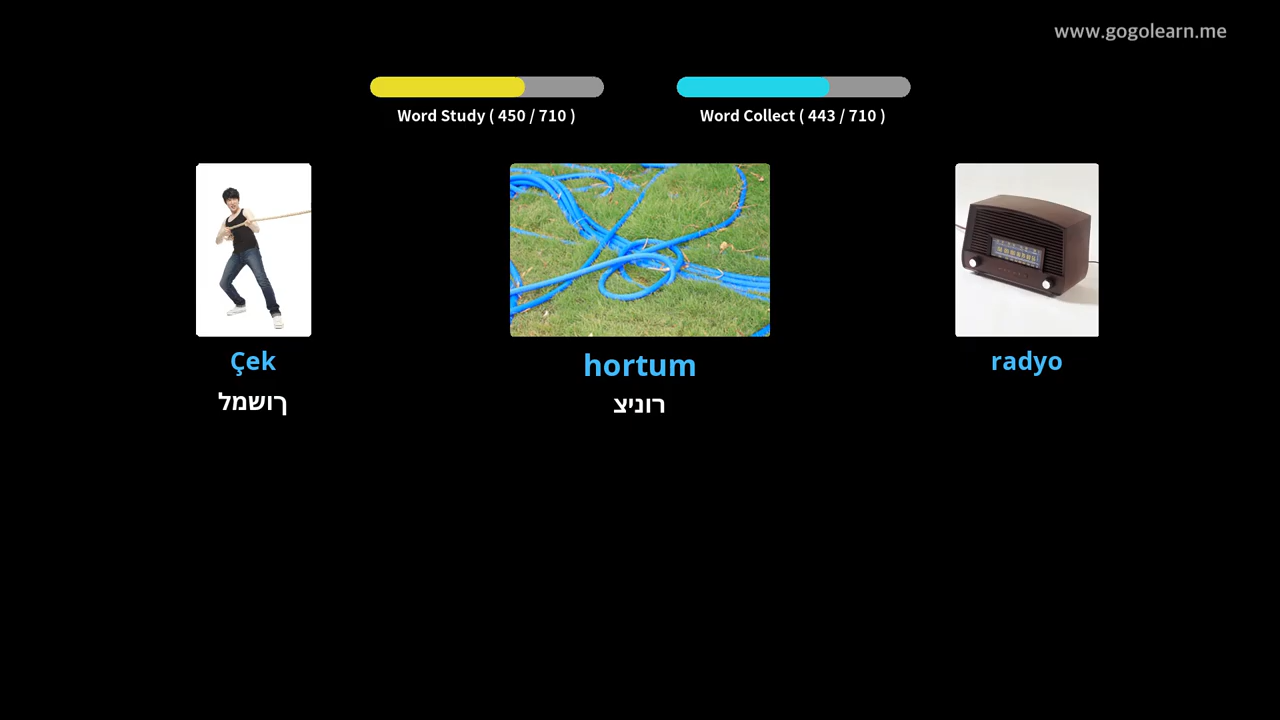 www.gogolearn.me
Word Study ( 450 / 710 )
Word Collect ( 443 / 710 )
Çek
hortum
radyo
למשוך
צינור